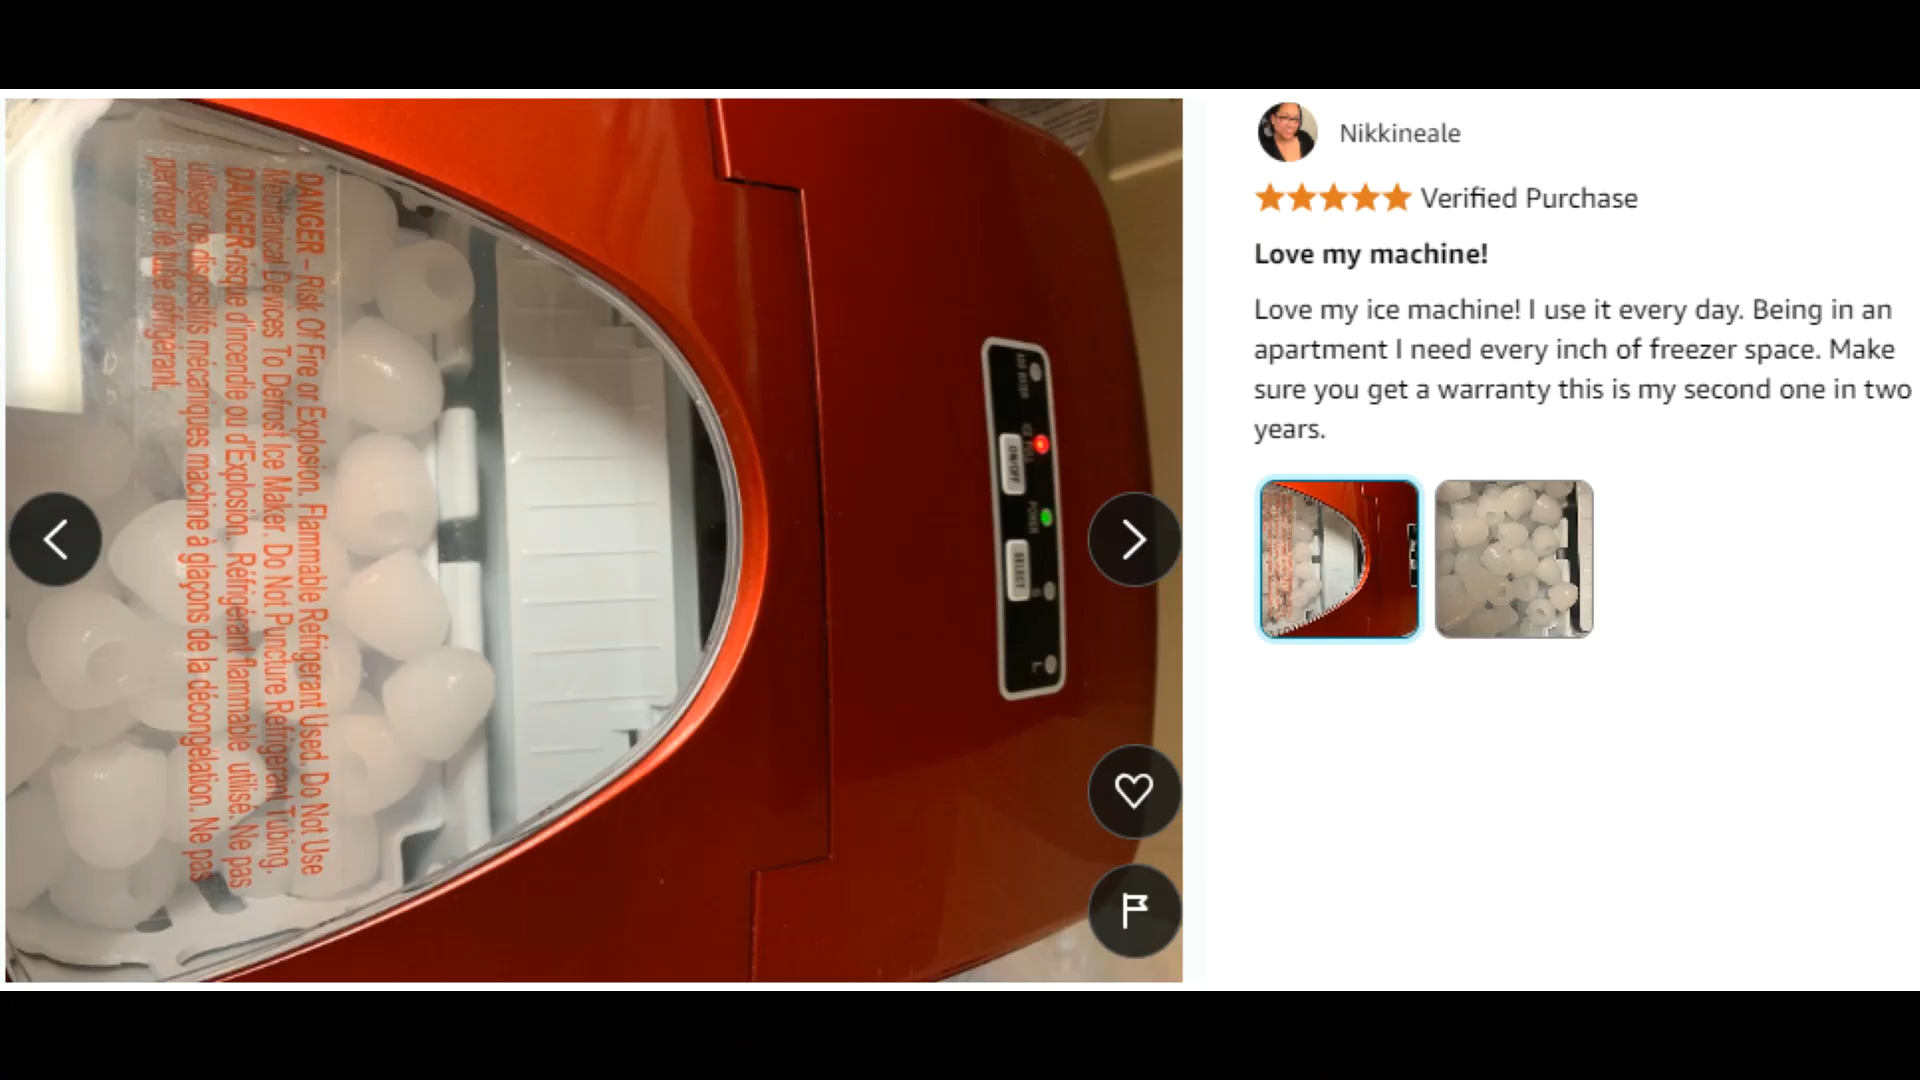 DANGER – Risk Of Fire or Explosion. Flammable Refrigerant Used. Do Not Use
Mechanical Devices To Defrost Ice Maker. Do Not Puncture Refrigerant Tubing.
DANGER-risque d'incendie ou d'Explosion. Réfrigérant flammable utilisé. Ne pas
utiliser de dispositifs mécaniques machine à glaçons de la décongélation. Ne pas
perforer le tube réfrigérant.
ADD WATER
ICE FULL
ON/OFF
POWER
SELECT
S
L
Nikkineale
Verified Purchase
Love my machine!
Love my ice machine! I use it every day. Being in an
apartment I need every inch of freezer space. Make
sure you get a warranty this is my second one in two
years.